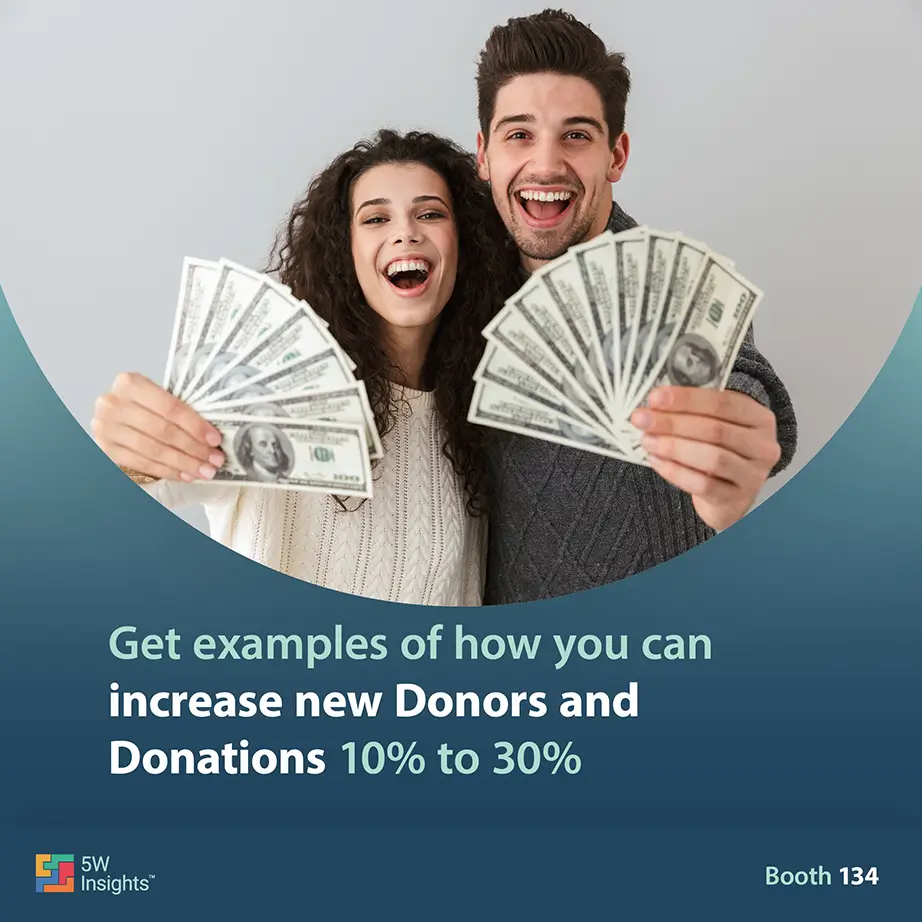 Get examples of how you can
increase new Donors and
Donations 10% to 30%
5W
Insights™
Booth 134